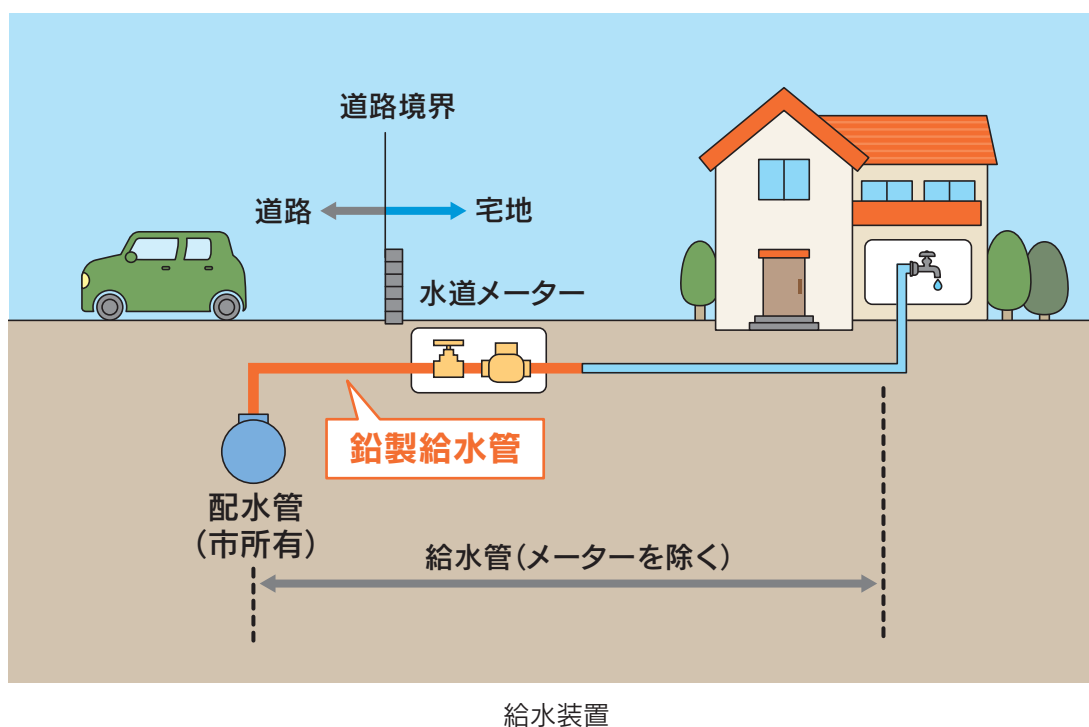 道路境界
道路
宅地
水道メーター
鉛製給水管
配水管
（市所有）
給水管（メーターを除く）
給水装置